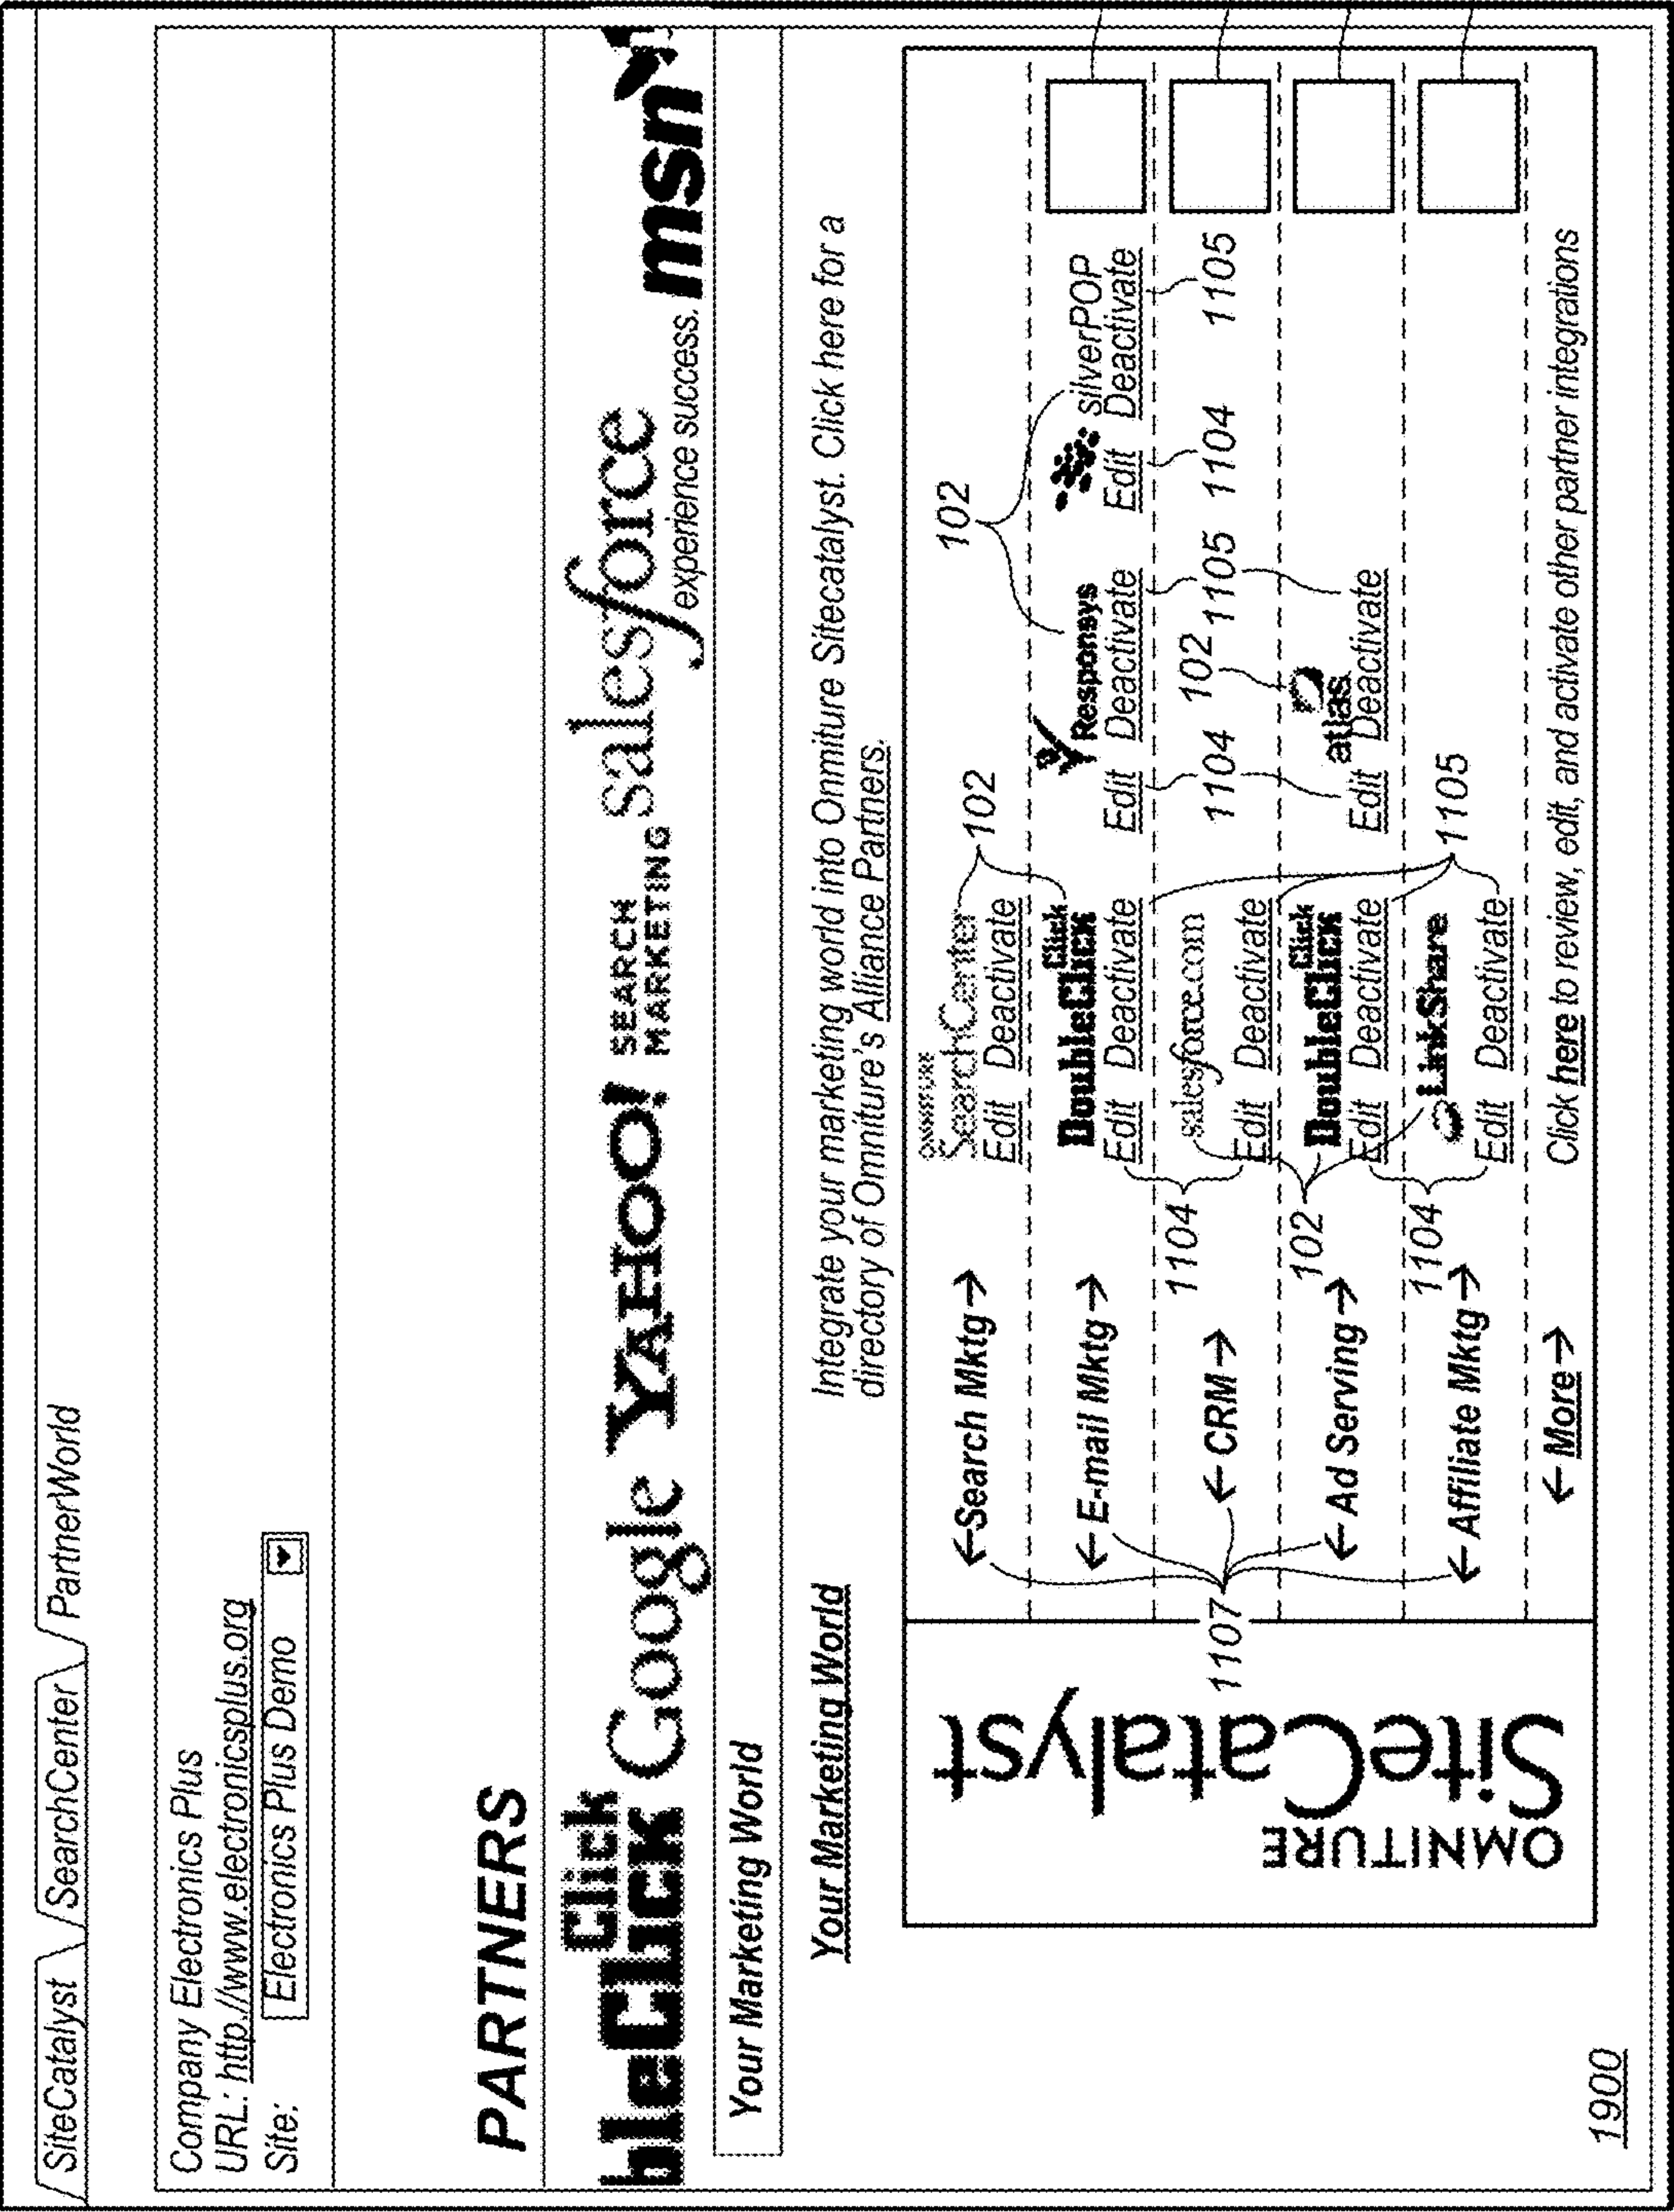 SiteCatalyst SearchCenter PartnerWorld
Company Electronics Plus
URL: http://www.electronicsplus.org
Site: Electronics Plus Demo
PARTNERS
bleClick Click Google YAHOO! SEARCH MARKETING salesforce experience success. msn
Your Marketing World
Your Marketing World
Integrate your marketing world into Onmiture Sitecatalyst. Click here for a
directory of Omniture's Alliance Partners.
OMNITURE
SiteCatalyst
1107
←Search Mktg→
OMNITURE
SearchCenter
Edit Deactivate
102
102
←E-mail Mktg→
DoubleClick Click
Responsys
silverPOP
Edit Deactivate
Edit Deactivate
Edit Deactivate
←CRM→
1104
salesforce.com
Edit Deactivate
1104
102
1105
1104
1105
←Ad Serving→
102
DoubleClick Click
atlas
Edit Deactivate
Edit Deactivate
←Affiliate Mktg→
1104
LinkShare
Edit Deactivate
1105
←More→
Click here to review, edit, and activate other partner integrations
1900